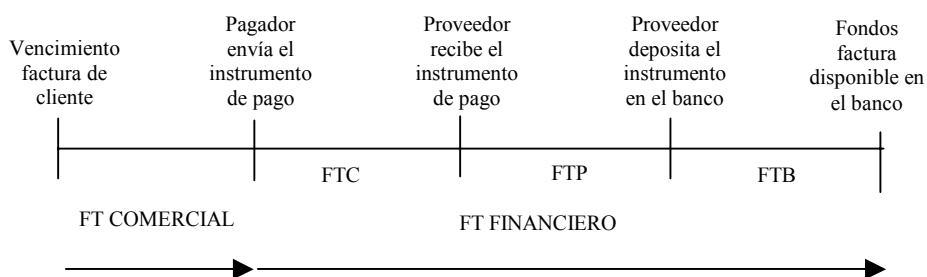 Vencimiento
factura de
cliente
Pagador
envía el
instrumento
de pago
Proveedor
recibe el
instrumento
de pago
Proveedor
deposita el
instrumento
en el banco
Fondos
factura
disponible en
el banco
FTC
FTP
FTB
FT COMERCIAL
FT FINANCIERO